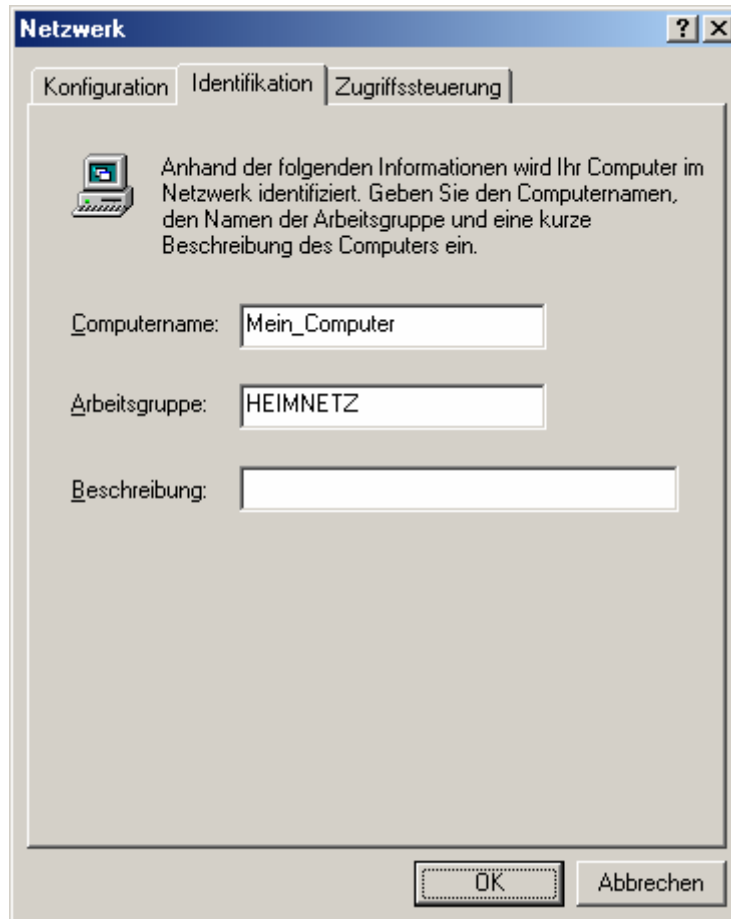 Netzwerk
Konfiguration Identifikation Zugriffssteuerung
Anhand der folgenden Informationen wird Ihr Computer im
Netzwerk identifiziert. Geben Sie den Computernamen,
den Namen der Arbeitsgruppe und eine kurze
Beschreibung des Computers ein.
Computername: Mein_Computer
Arbeitsgruppe: HEIMNETZ
Beschreibung:
OK Abbrechen